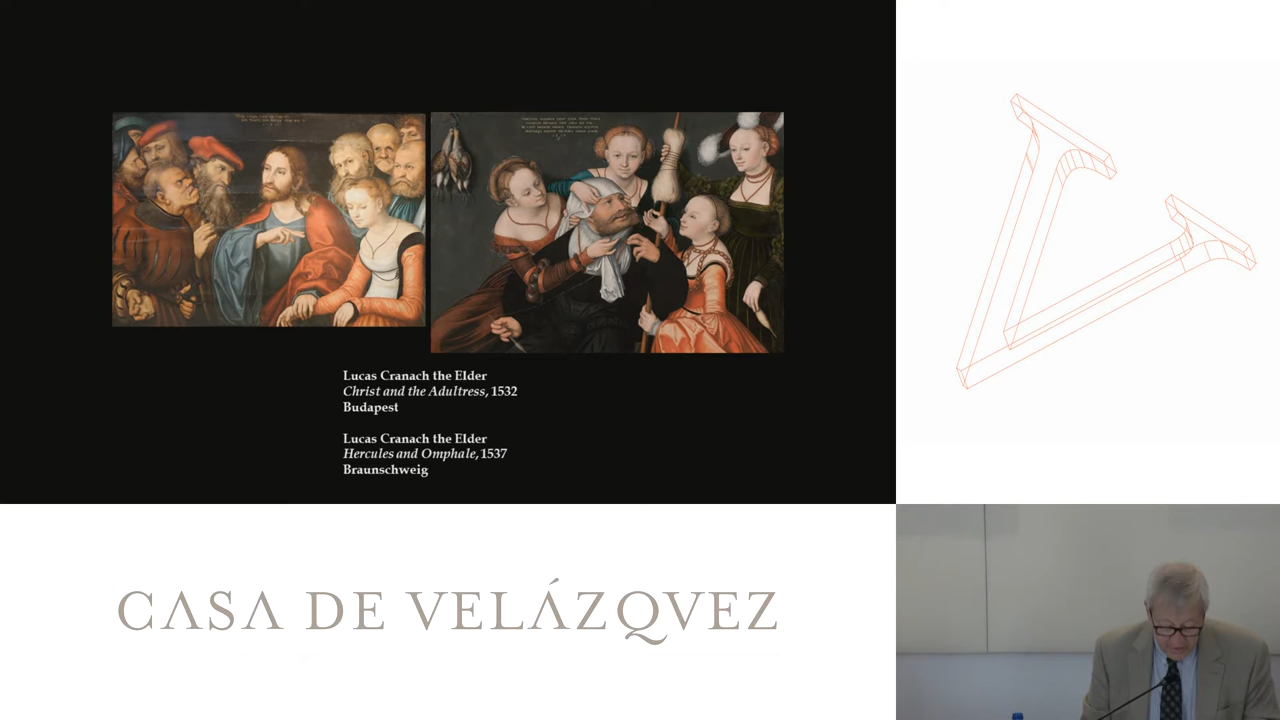 Lucas Cranach the Elder
Christ and the Adultress, 1532
Budapest
Lucas Cranach the Elder
Hercules and Omphale, 1537
Braunschweig
CASA DE VELÁZQVEZ